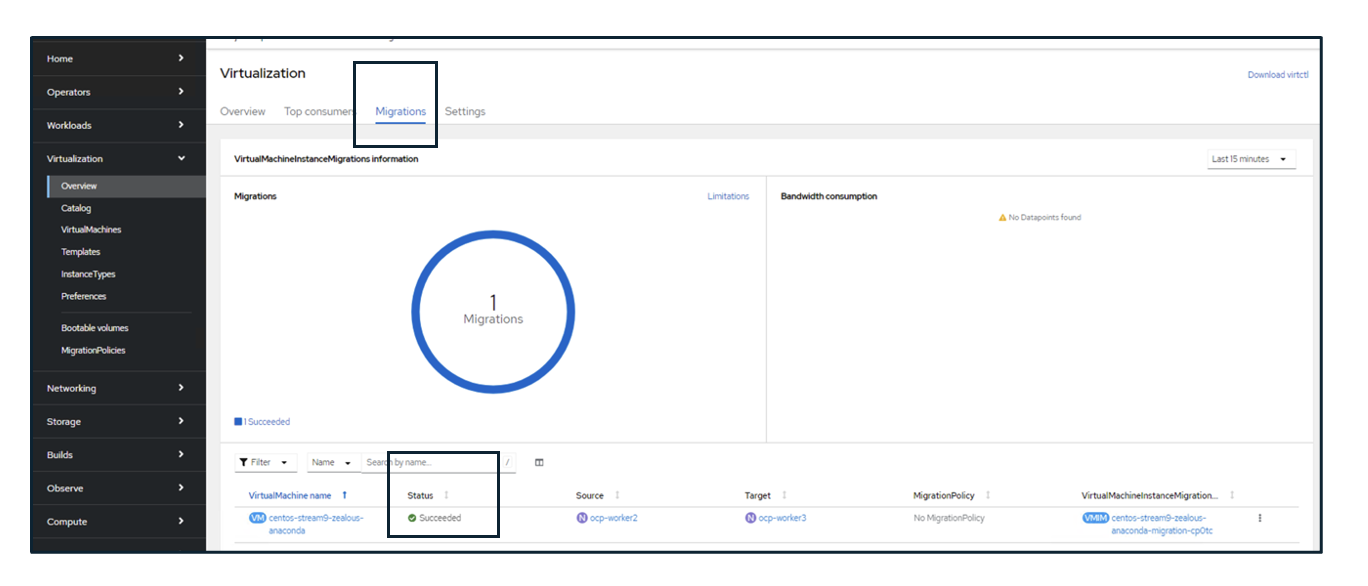 Home
Operators
Workloads
Virtualization
Overview
Catalog
VirtualMachines
Templates
InstanceTypes
Preferences
Bootable volumes
MigrationPolicies
Networking
Storage
Builds
Observe
Compute
Virtualization
Download virtctl
Overview Top consumers Migrations Settings
VirtualMachineInstanceMigrations information
Last 15 minutes
Migrations
Limitations
Bandwidth consumption
No Datapoints found
1
Migrations
1 Succeeded
Filter Name Search by name... /
VirtualMachine name Status Source Target MigrationPolicy VirtualMachineInstanceMigration...
VM centos-stream9-zealous- Succeeded N ocp-worker2 N ocp-worker3 No MigrationPolicy VMIM centos-stream9-zealous-
anaconda anaconda-migration-cp0tc